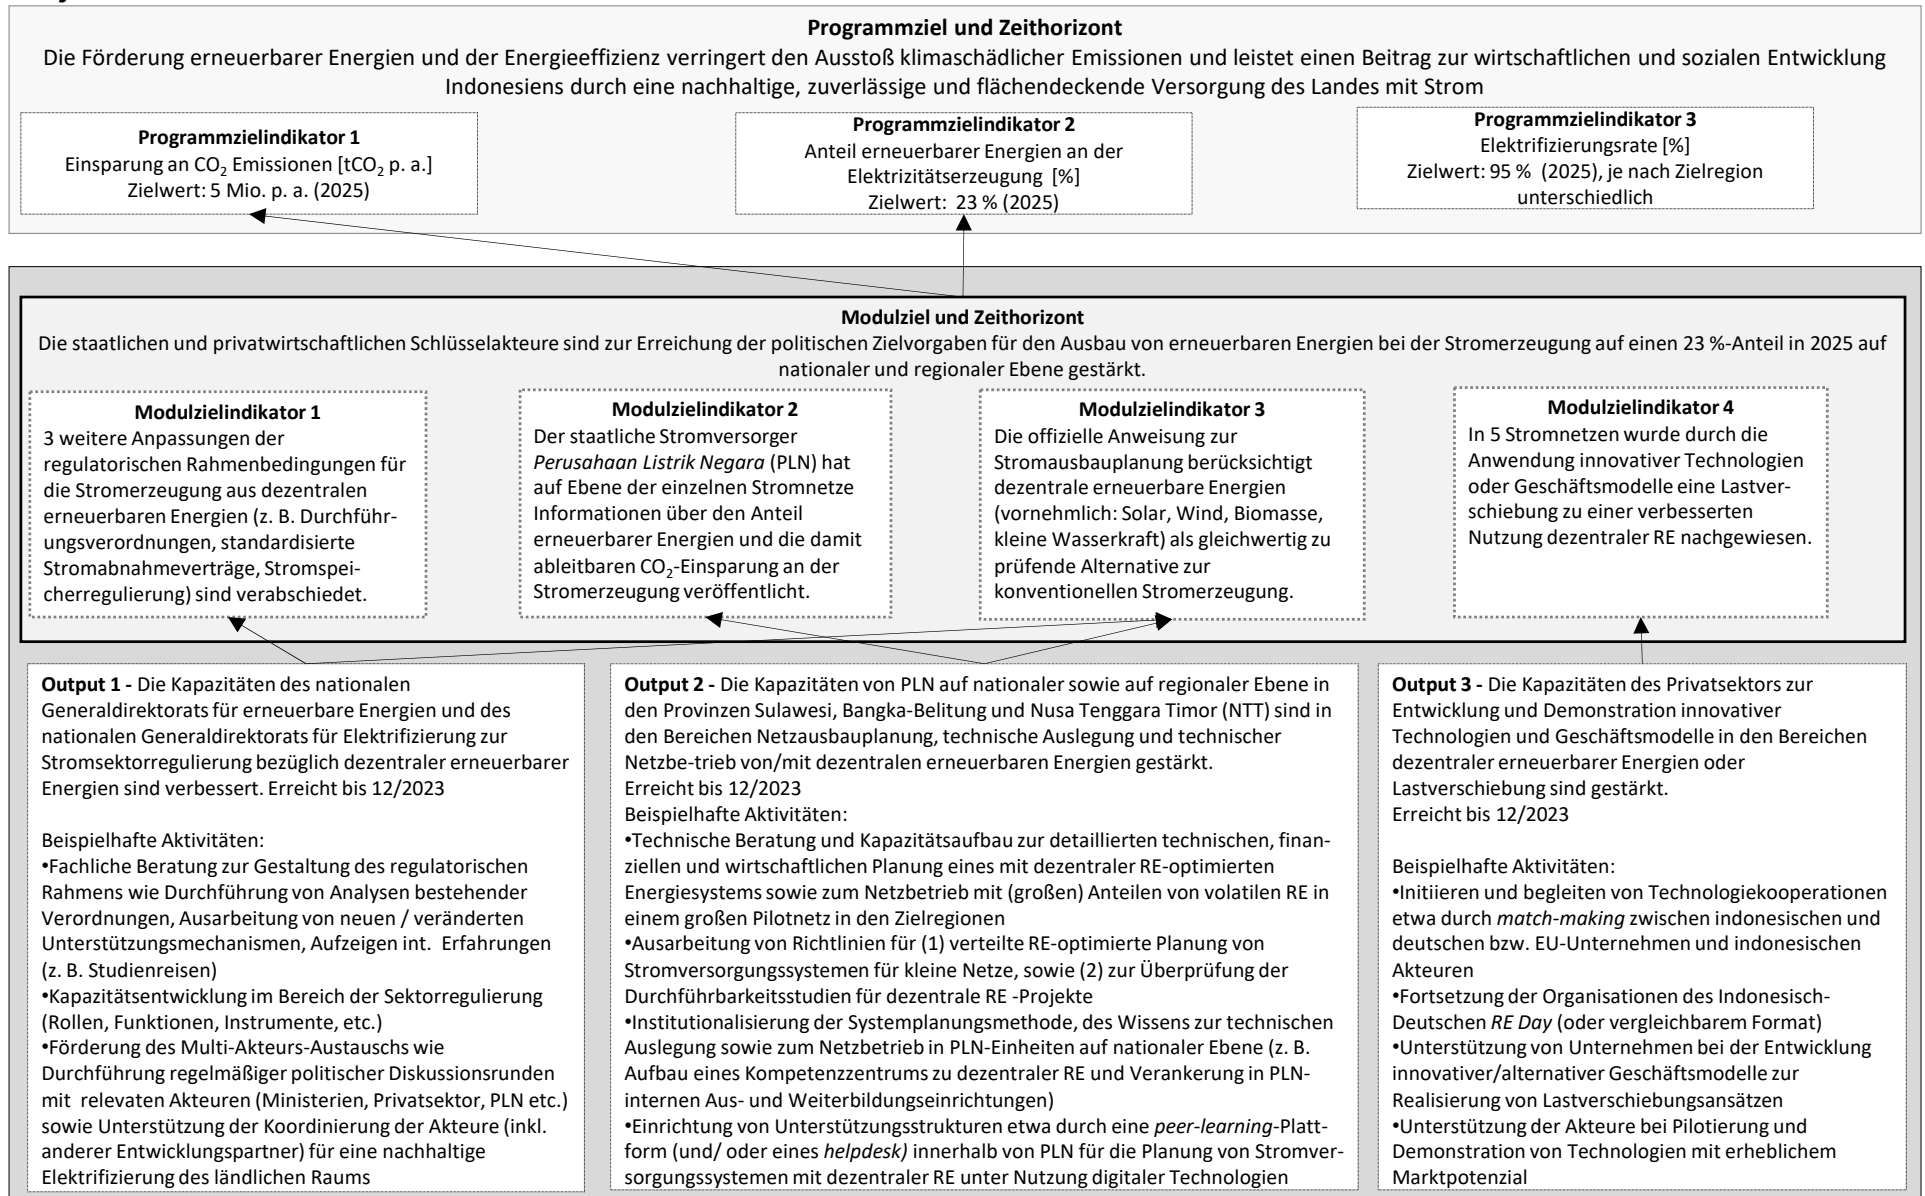 Programmziel und Zeithorizont
Die Förderung erneuerbarer Energien und der Energieeffizienz verringert den Ausstoß klimaschädlicher Emissionen und leistet einen Beitrag zur wirtschaftlichen und sozialen Entwicklung
Indonesiens durch eine nachhaltige, zuverlässige und flächendeckende Versorgung des Landes mit Strom
Programmzielindikator 1
Einsparung an CO2 Emissionen [tCO2 p. a.]
Zielwert: 5 Mio. p. a. (2025)
Programmzielindikator 2
Anteil erneuerbarer Energien an der
Elektrizitätserzeugung [%]
Zielwert: 23 % (2025)
Programmzielindikator 3
Elektrifizierungsrate [%]
Zielwert: 95 % (2025), je nach Zielregion
unterschiedlich
Modulziel und Zeithorizont
Die staatlichen und privatwirtschaftlichen Schlüsselakteure sind zur Erreichung der politischen Zielvorgaben für den Ausbau von erneuerbaren Energien bei der Stromerzeugung auf einen 23 %-Anteil in 2025 auf
nationaler und regionaler Ebene gestärkt.
Modulzielindikator 1
3 weitere Anpassungen der
regulatorischen Rahmenbedingungen für
die Stromerzeugung aus dezentralen
erneuerbaren Energien (z. B. Durchführ-
ungsverordnungen, standardisierte
Stromabnahmeverträge, Stromspei-
cherregulierung) sind verabschiedet.
Modulzielindikator 2
Der staatliche Stromversorger
Perusahaan Listrik Negara (PLN) hat
auf Ebene der einzelnen Stromnetze
Informationen über den Anteil
erneuerbarer Energien und die damit
ableitbaren CO2-Einsparung an der
Stromerzeugung veröffentlicht.
Modulzielindikator 3
Die offizielle Anweisung zur
Stromausbauplanung berücksichtigt
dezentrale erneuerbare Energien
(vornehmlich: Solar, Wind, Biomasse,
kleine Wasserkraft) als gleichwertig zu
prüfende Alternative zur
konventionellen Stromerzeugung.
Modulzielindikator 4
In 5 Stromnetzen wurde durch die
Anwendung innovativer Technologien
oder Geschäftsmodelle eine Lastver-
schiebung zu einer verbesserten
Nutzung dezentraler RE nachgewiesen.
Output 1 - Die Kapazitäten des nationalen
Generaldirektorats für erneuerbare Energien und des
nationalen Generaldirektorats für Elektrifizierung zur
Stromsektorregulierung bezüglich dezentraler erneuerbarer
Energien sind verbessert. Erreicht bis 12/2023
Beispielhafte Aktivitäten:
•Fachliche Beratung zur Gestaltung des regulatorischen
Rahmens wie Durchführung von Analysen bestehender
Verordnungen, Ausarbeitung von neuen / veränderten
Unterstützungsmechanismen, Aufzeigen int. Erfahrungen
(z. B. Studienreisen)
•Kapazitätsentwicklung im Bereich der Sektorregulierung
(Rollen, Funktionen, Instrumente, etc.)
•Förderung des Multi-Akteurs-Austauschs wie
Durchführung regelmäßiger politischer Diskussionsrunden
mit relevaten Akteuren (Ministerien, Privatsektor, PLN etc.)
sowie Unterstützung der Koordinierung der Akteure (inkl.
anderer Entwicklungspartner) für eine nachhaltige
Elektrifizierung des ländlichen Raums
Output 2 - Die Kapazitäten von PLN auf nationaler sowie auf regionaler Ebene in
den Provinzen Sulawesi, Bangka-Belitung und Nusa Tenggara Timor (NTT) sind in
den Bereichen Netzausbauplanung, technische Auslegung und technischer
Netzbe-trieb von/mit dezentralen erneuerbaren Energien gestärkt.
Erreicht bis 12/2023
Beispielhafte Aktivitäten:
•Technische Beratung und Kapazitätsaufbau zur detaillierten technischen, finan-
ziellen und wirtschaftlichen Planung eines mit dezentraler RE-optimierten
Energiesystems sowie zum Netzbetrieb mit (großen) Anteilen von volatilen RE in
einem großen Pilotnetz in den Zielregionen
•Ausarbeitung von Richtlinien für (1) verteilte RE-optimierte Planung von
Stromversorgungssystemen für kleine Netze, sowie (2) zur Überprüfung der
Durchführbarkeitsstudien für dezentrale RE -Projekte
•Institutionalisierung der Systemplanungsmethode, des Wissens zur technischen
Auslegung sowie zum Netzbetrieb in PLN-Einheiten auf nationaler Ebene (z. B.
Aufbau eines Kompetenzzentrums zu dezentraler RE und Verankerung in PLN-
internen Aus- und Weiterbildungseinrichtungen)
•Einrichtung von Unterstützungsstrukturen etwa durch eine peer-learning-Platt-
form (und/ oder eines helpdesk) innerhalb von PLN für die Planung von Stromver-
sorgungssystemen mit dezentraler RE unter Nutzung digitaler Technologien
Output 3 - Die Kapazitäten des Privatsektors zur
Entwicklung und Demonstration innovativer
Technologien und Geschäftsmodelle in den Bereichen
dezentraler erneuerbarer Energien oder
Lastverschiebung sind gestärkt.
Erreicht bis 12/2023
Beispielhafte Aktivitäten:
•Initiieren und begleiten von Technologiekooperationen
etwa durch match-making zwischen indonesischen und
deutschen bzw. EU-Unternehmen und indonesischen
Akteuren
•Fortsetzung der Organisationen des Indonesisch-
Deutschen RE Day (oder vergleichbarem Format)
•Unterstützung von Unternehmen bei der Entwicklung
innovativer/alternativer Geschäftsmodelle zur
Realisierung von Lastverschiebungsansätzen
•Unterstützung der Akteure bei Pilotierung und
Demonstration von Technologien mit erheblichem
Marktpotenzial